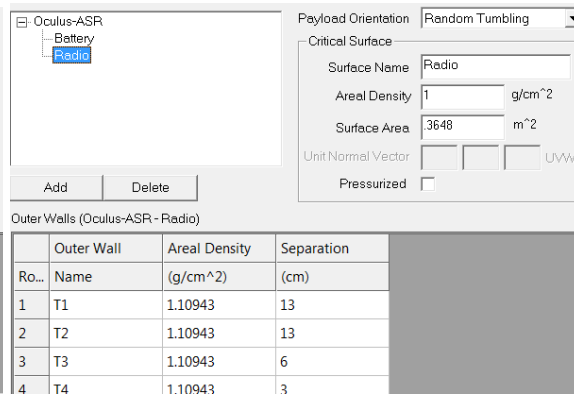 Oculus-ASR
Battery
Radio
Add Delete
Payload Orientation Random Tumbling
Critical Surface
Surface Name Radio
Areal Density 1 g/cm^2
Surface Area .3648 m^2
Unit Normal Vector UVW
Pressurized
Outer Walls (Oculus-ASR - Radio)
Outer Wall Areal Density Separation
Ro... Name (g/cm^2) (cm)
1 T1 1.10943 13
2 T2 1.10943 13
3 T3 1.10943 6
4 T4 1.10943 3